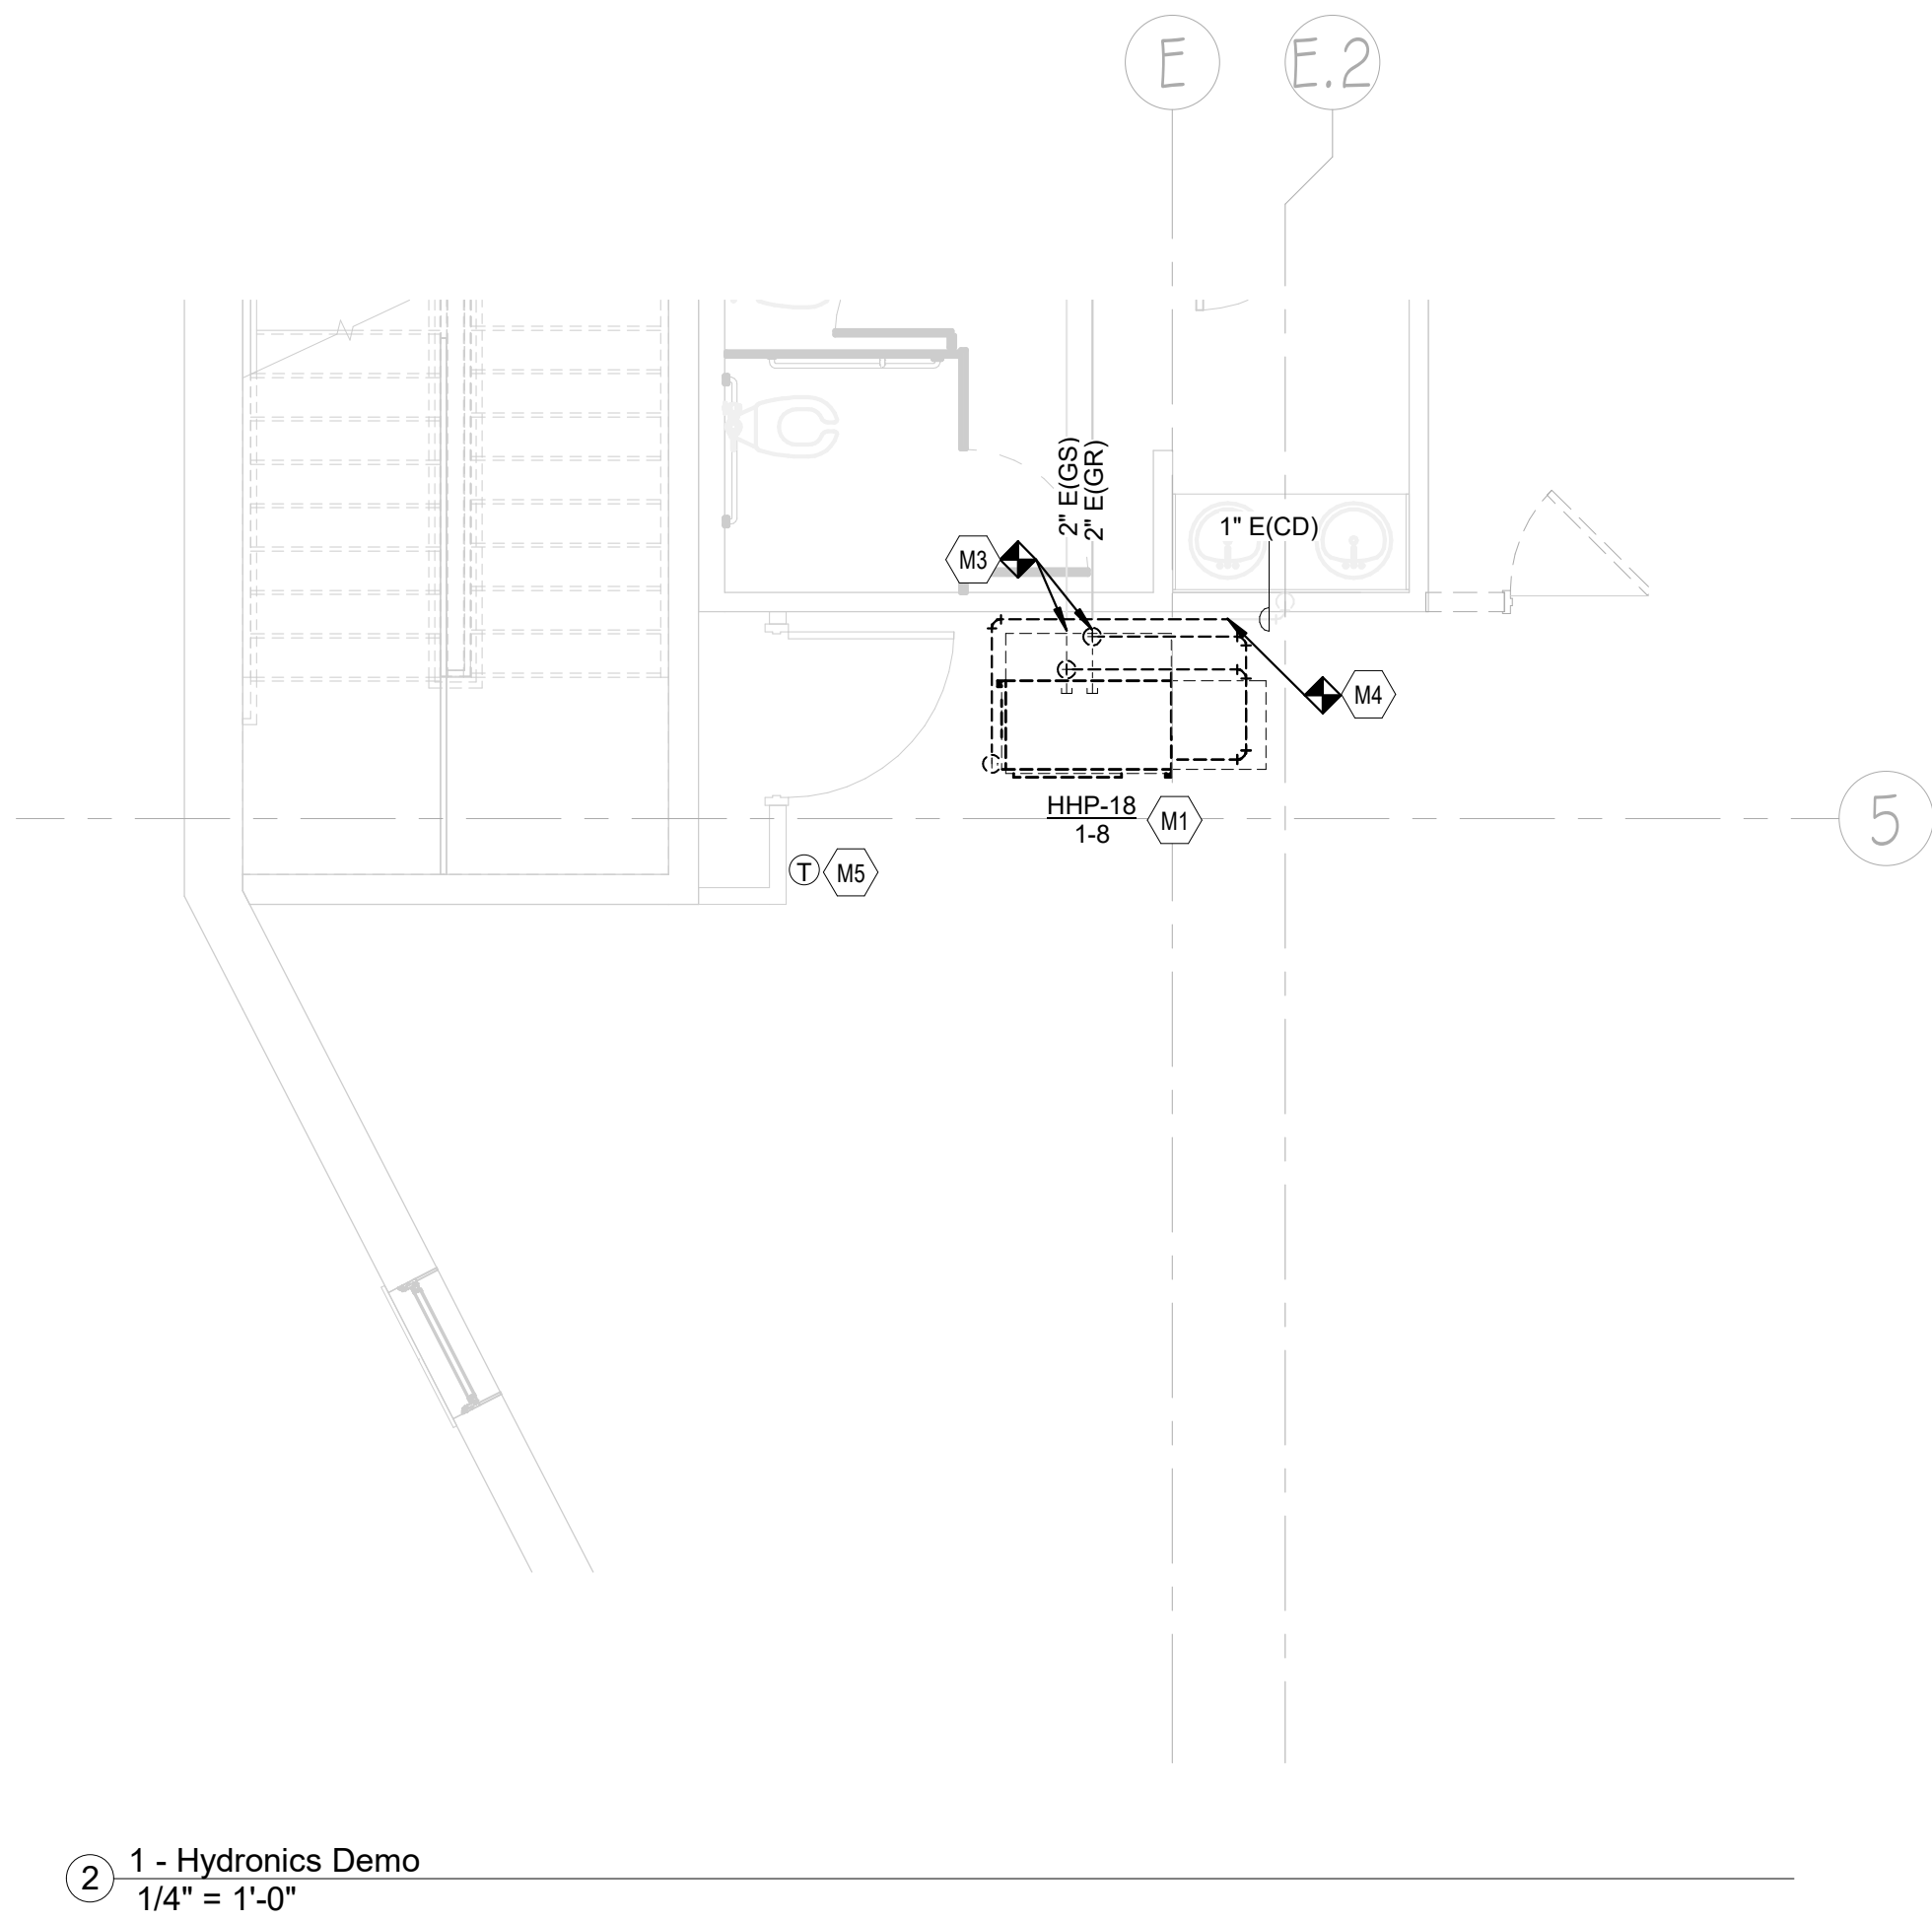 E
E.2
2" E(GS)
2" E(GR)
1" E(CD)
M3
M4
HHP-18
1-8
M1
5
T
M5
2
1 - Hydronics Demo
1/4" = 1'-0"